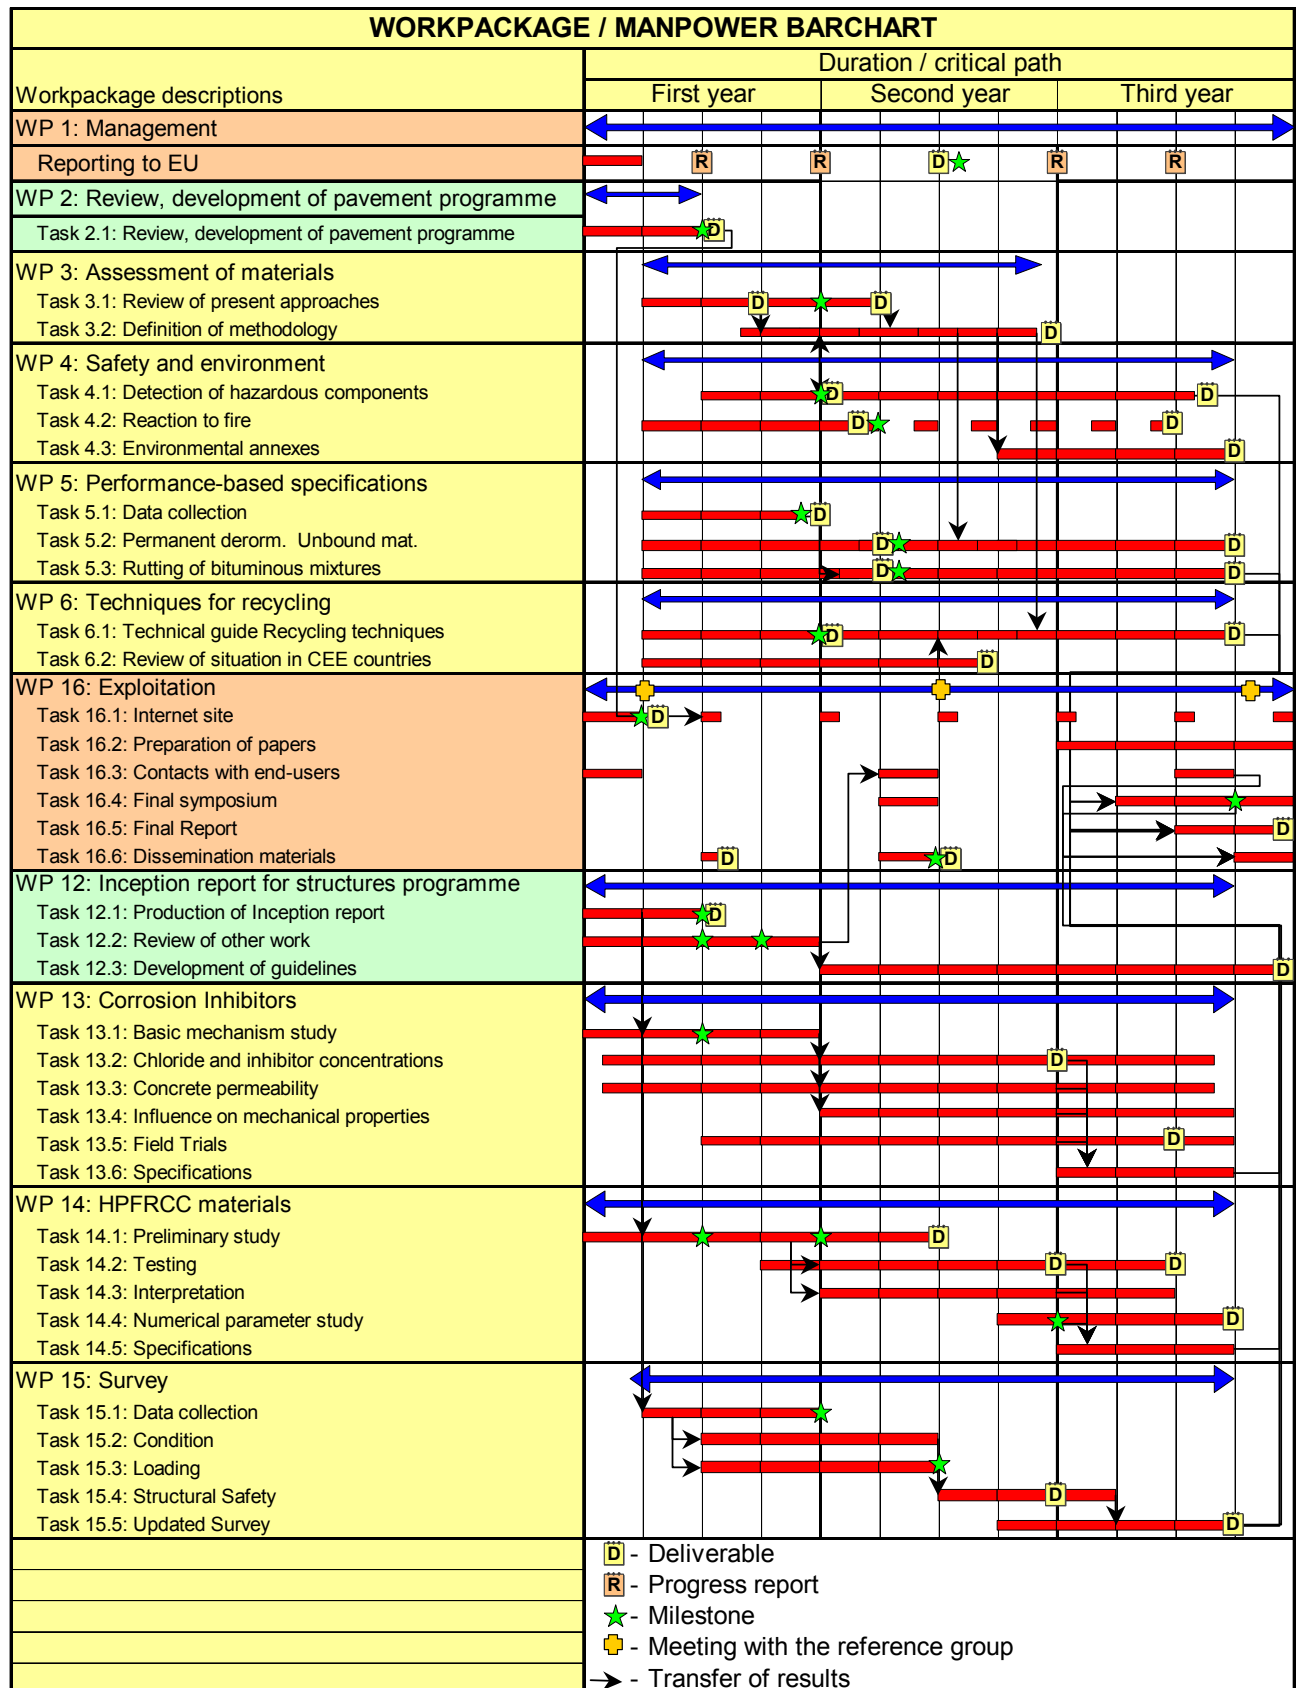 WORKPACKAGE / MANPOWER BARCHART
Duration / critical path
Workpackage descriptions
First year
Second year
Third year
WP 1: Management
Reporting to EU
R
R
D
R
R
WP 2: Review, development of pavement programme
Task 2.1: Review, development of pavement programme
D
WP 3: Assessment of materials
Task 3.1: Review of present approaches
D
D
Task 3.2: Definition of methodology
D
WP 4: Safety and environment
Task 4.1: Detection of hazardous components
D
D
Task 4.2: Reaction to fire
D
D
Task 4.3: Environmental annexes
D
WP 5: Performance-based specifications
Task 5.1: Data collection
D
Task 5.2: Permanent derorm. Unbound mat.
D
D
Task 5.3: Rutting of bituminous mixtures
D
D
WP 6: Techniques for recycling
Task 6.1: Technical guide Recycling techniques
D
D
Task 6.2: Review of situation in CEE countries
D
WP 16: Exploitation
Task 16.1: Internet site
D
Task 16.2: Preparation of papers
Task 16.3: Contacts with end-users
Task 16.4: Final symposium
Task 16.5: Final Report
D
Task 16.6: Dissemination materials
D
D
WP 12: Inception report for structures programme
Task 12.1: Production of Inception report
D
Task 12.2: Review of other work
Task 12.3: Development of guidelines
D
WP 13: Corrosion Inhibitors
Task 13.1: Basic mechanism study
Task 13.2: Chloride and inhibitor concentrations
D
Task 13.3: Concrete permeability
Task 13.4: Influence on mechanical properties
Task 13.5: Field Trials
D
Task 13.6: Specifications
WP 14: HPFRCC materials
Task 14.1: Preliminary study
D
Task 14.2: Testing
D
D
Task 14.3: Interpretation
Task 14.4: Numerical parameter study
D
Task 14.5: Specifications
WP 15: Survey
Task 15.1: Data collection
Task 15.2: Condition
Task 15.3: Loading
Task 15.4: Structural Safety
D
Task 15.5: Updated Survey
D
D - Deliverable
R - Progress report
- Milestone
- Meeting with the reference group
- Transfer of results